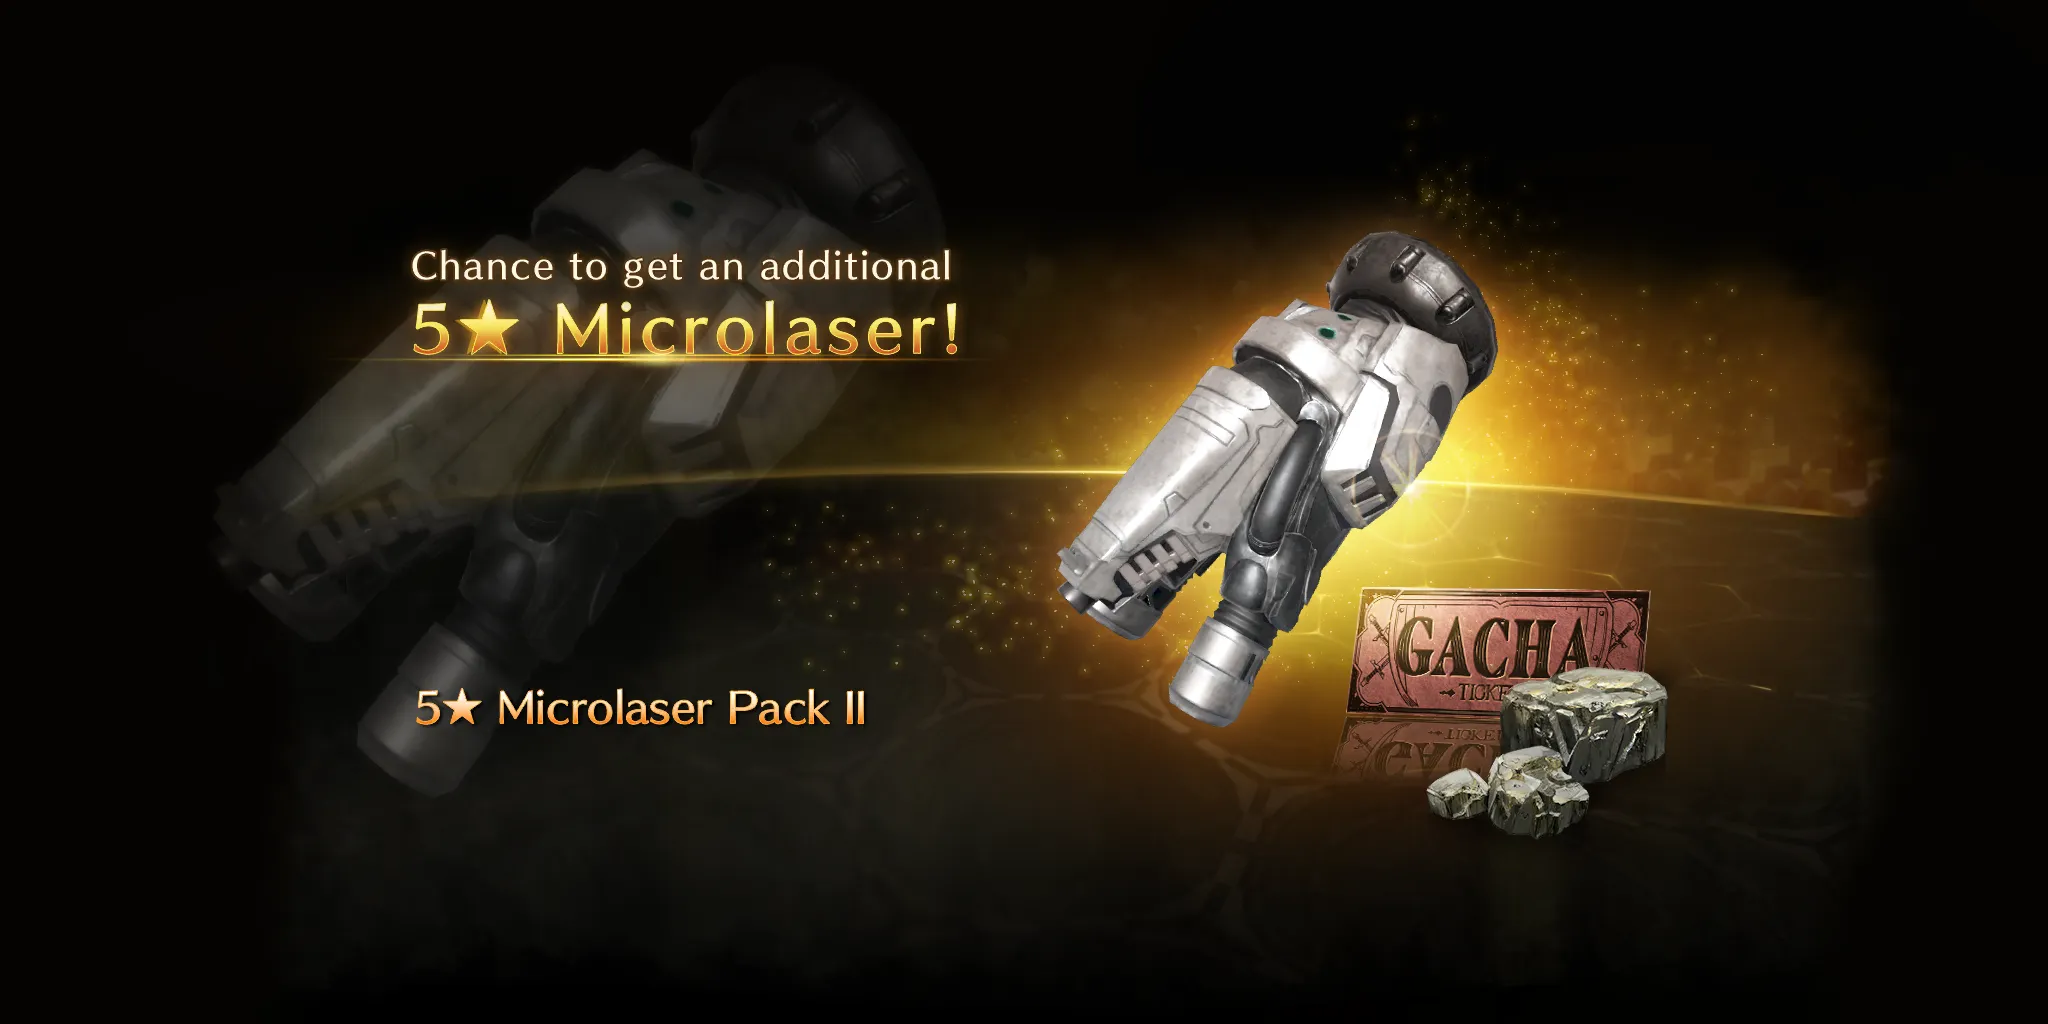 Chance to get an additional
5★ Microlaser!
5★ Microlaser Pack II
GACHA